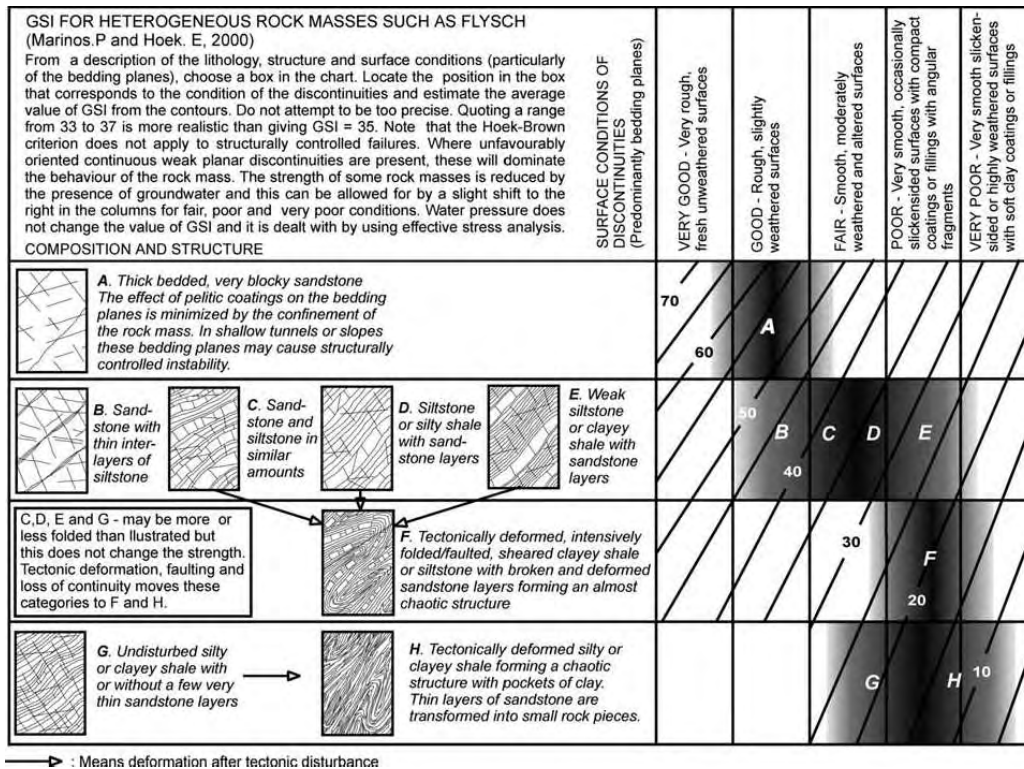 GSI FOR HETEROGENEOUS ROCK MASSES SUCH AS FLYSCH
(Marinos.P and Hoek. E, 2000)
From a description of the lithology, structure and surface conditions (particularly
of the bedding planes), choose a box in the chart. Locate the position in the box
that corresponds to the condition of the discontinuities and estimate the average
value of GSI from the contours. Do not attempt to be too precise. Quoting a range
from 33 to 37 is more realistic than giving GSI = 35. Note that the Hoek-Brown
criterion does not apply to structurally controlled failures. Where unfavourably
oriented continuous weak planar discontinuities are present, these will dominate
the behaviour of the rock mass. The strength of some rock masses is reduced by
the presence of groundwater and this can be allowed for by a slight shift to the
right in the columns for fair, poor and very poor conditions. Water pressure does
not change the value of GSI and it is dealt with by using effective stress analysis.
COMPOSITION AND STRUCTURE
SURFACE CONDITIONS OF
DISCONTINUITIES
(Predominantly bedding planes)
VERY GOOD - Very rough,
fresh unweathered surfaces
GOOD - Rough, slightly
weathered surfaces
FAIR - Smooth, moderately
weathered and altered surfaces
POOR - Very smooth, occasionally
slickensided surfaces with compact
coatings or fillings with angular
fragments
VERY POOR - Very smooth slicken-
sided or highly weathered surfaces
with soft clay coatings or fillings
A. Thick bedded, very blocky sandstone
The effect of pelitic coatings on the bedding
planes is minimized by the confinement
of the rock mass. In shallow tunnels or slopes
these bedding planes may cause structurally
controlled instability.
70
60
A
B. Sand-
stone with
thin inter-
layers of
siltstone
C. Sand-
stone and
siltstone in
similar
amounts
D. Siltstone
or silty shale
with sand-
stone layers
E. Weak
siltstone
or clayey
shale with
sandstone
layers
50
B
C
D
E
40
C,D, E and G - may be more or
less folded than llustrated but
this does not change the strength.
Tectonic deformation, faulting and
loss of continuity moves these
categories to F and H.
F. Tectonically deformed, intensively
folded/faulted, sheared clayey shale
or siltstone with broken and deformed
sandstone layers forming an almost
chaotic structure
30
F
20
G. Undisturbed silty
or clayey shale with
or without a few very
thin sandstone layers
H. Tectonically deformed silty or
clayey shale forming a chaotic
structure with pockets of clay.
Thin layers of sandstone are
transformed into small rock pieces.
G
H
10
: Means deformation after tectonic disturbance